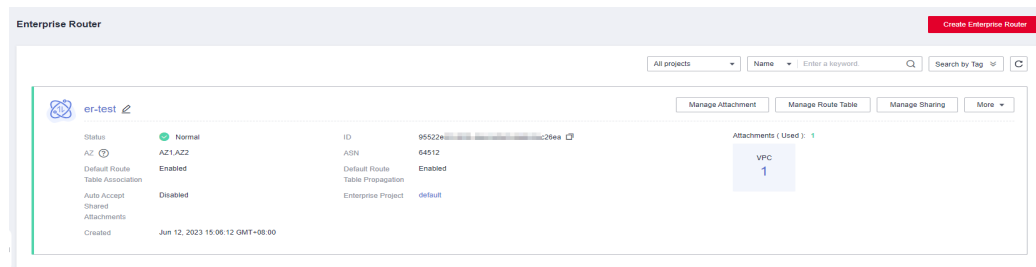 Enterprise Router
Create Enterprise Router
All projects
Name
Enter a keyword.
Search by Tag
er-test
Manage Attachment
Manage Route Table
Manage Sharing
More
Status
Normal
ID
95522e
c26ea
Attachments ( Used ): 1
AZ
AZ1,AZ2
ASN
64512
VPC
1
Default Route
Table Association
Enabled
Default Route
Table Propagation
Enabled
Auto Accept
Shared
Attachments
Disabled
Enterprise Project
default
Created
Jun 12, 2023 15:06:12 GMT+08:00